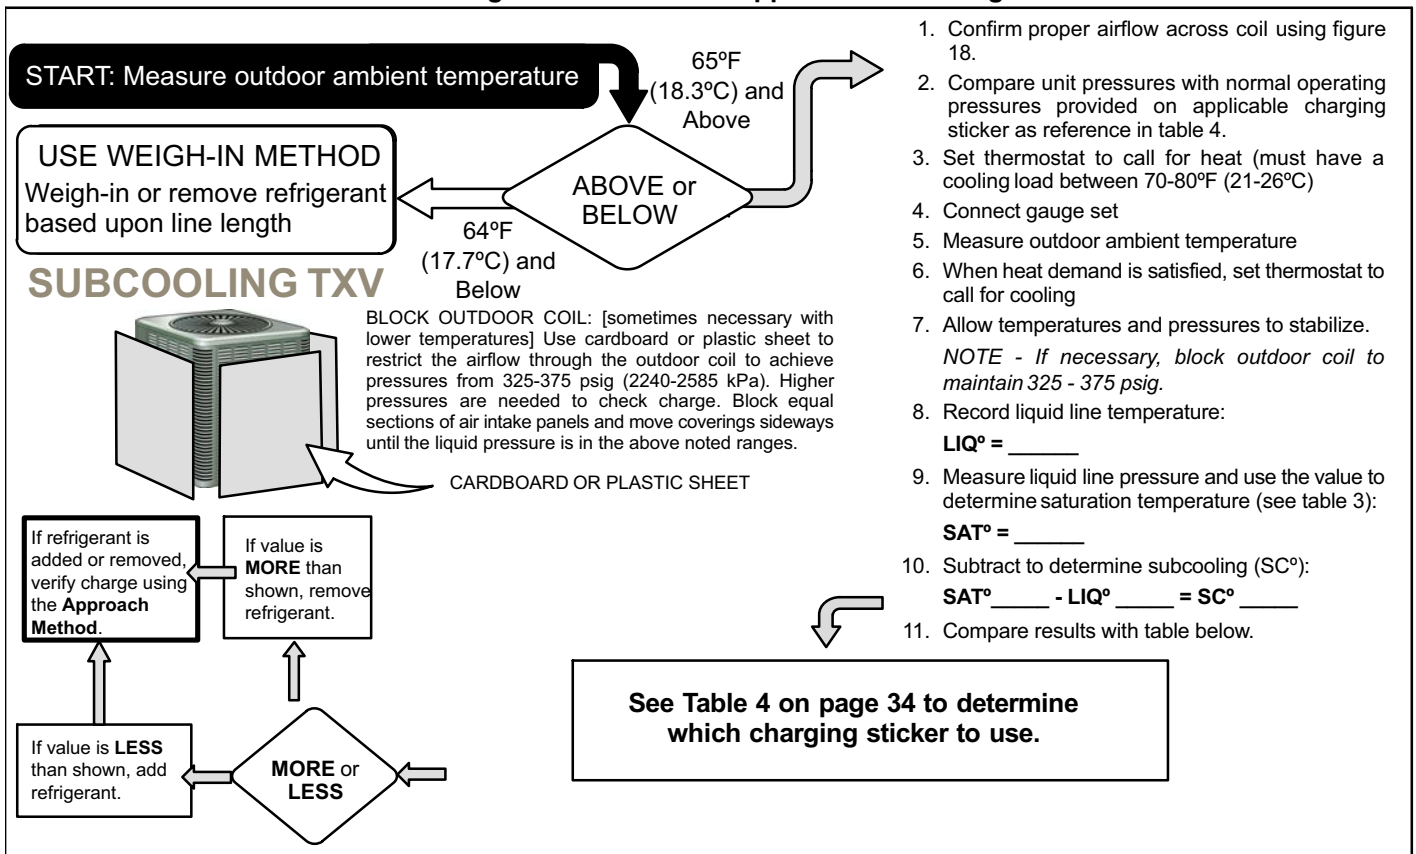 START: Measure outdoor ambient temperature
65ºF
(18.3ºC) and
Above
ABOVE or
BELOW
USE WEIGH-IN METHOD
Weigh-in or remove refrigerant
based upon line length
64ºF
(17.7ºC) and
Below
SUBCOOLING TXV
BLOCK OUTDOOR COIL: [sometimes necessary with
lower temperatures] Use cardboard or plastic sheet to
restrict the airflow through the outdoor coil to achieve
pressures from 325-375 psig (2240-2585 kPa). Higher
pressures are needed to check charge. Block equal
sections of air intake panels and move coverings sideways
until the liquid pressure is in the above noted ranges.
CARDBOARD OR PLASTIC SHEET
1. Confirm proper airflow across coil using figure
18.
2. Compare unit pressures with normal operating
pressures provided on applicable charging
sticker as reference in table 4.
3. Set thermostat to call for heat (must have a
cooling load between 70-80ºF (21-26ºC)
4. Connect gauge set
5. Measure outdoor ambient temperature
6. When heat demand is satisfied, set thermostat to
call for cooling
7. Allow temperatures and pressures to stabilize.
NOTE - If necessary, block outdoor coil to
maintain 325 - 375 psig.
8. Record liquid line temperature:
LIQº = ______
9. Measure liquid line pressure and use the value to
determine saturation temperature (see table 3):
SATº = ______
10. Subtract to determine subcooling (SCº):
SATº_____ - LIQº _____ = SCº _____
11. Compare results with table below.
See Table 4 on page 34 to determine
which charging sticker to use.
MORE or
LESS
If value is
MORE than
shown, remove
refrigerant.
If value is LESS
than shown, add
refrigerant.
If refrigerant is
added or removed,
verify charge using
the Approach
Method.